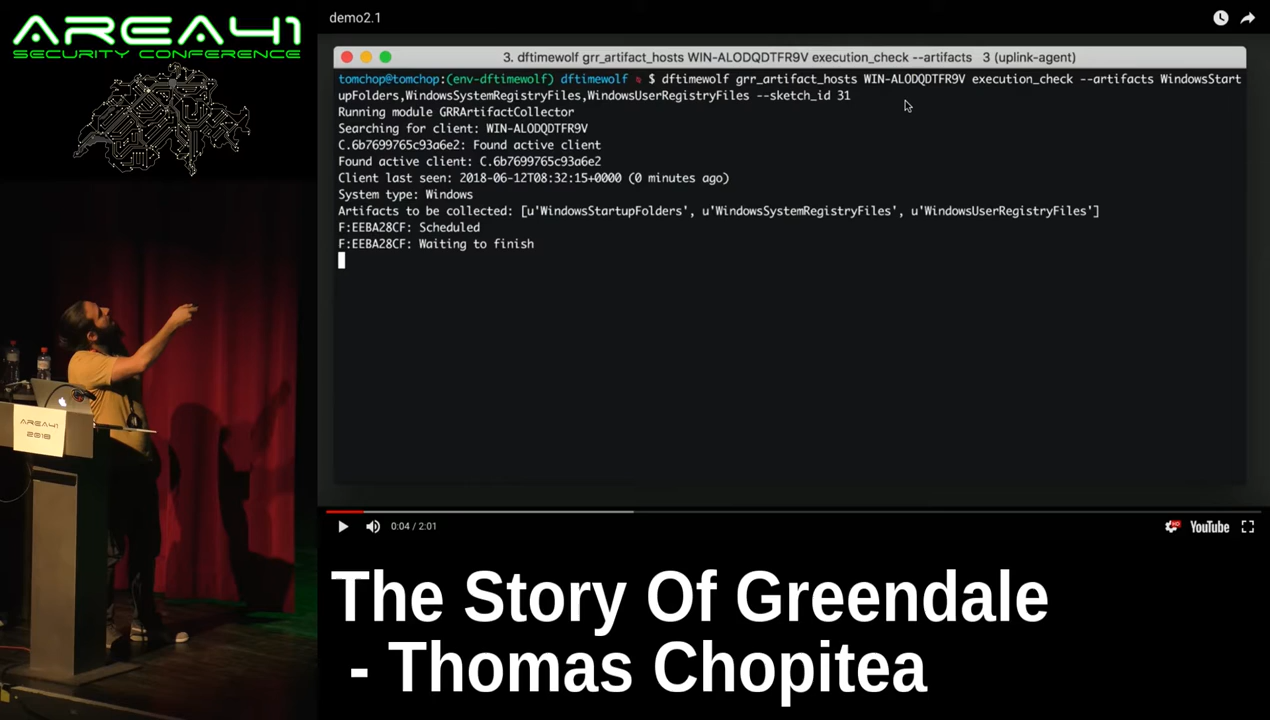 AREA41
SECURITY CONFERENCE
demo2.1
3. dftimewolf grr_artifact_hosts WIN-ALODQDTFR9V execution_check --artifacts 3 (uplink-agent)
tomchop@tomchop:(env-dftimewolf) dftimewolf $ dftimewolf grr_artifact_hosts WIN-ALODQDTFR9V execution_check --artifacts WindowsStart
upFolders,WindowsSystemRegistryFiles,WindowsUserRegistryFiles --sketch_id 31
Running module GRRArtifactCollector
Searching for client: WIN-ALODQDTFR9V
C.6b7699765c93a6e2: Found active client
Found active client: C.6b7699765c93a6e2
Client last seen: 2018-06-12T08:32:15+0000 (0 minutes ago)
System type: Windows
Artifacts to be collected: [u'WindowsStartupFolders', u'WindowsSystemRegistryFiles', u'WindowsUserRegistryFiles']
F:EEBA28CF: Scheduled
F:EEBA28CF: Waiting to finish
AREA41
2018
0:04 / 2:01
HD
YouTube
The Story Of Greendale
- Thomas Chopitea